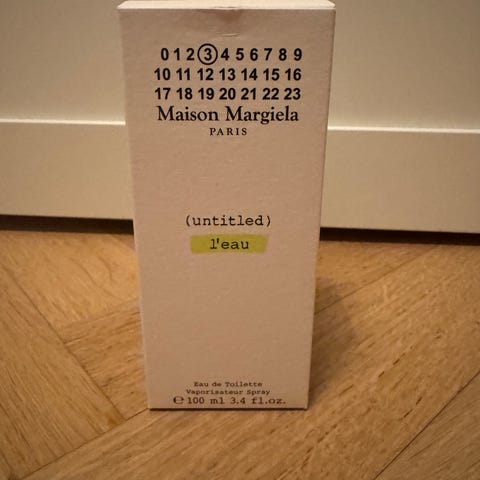 0 1 2 3 4 5 6 7 8 9
10 11 12 13 14 15 16
17 18 19 20 21 22 23
Maison Margiela
PARIS
(untitled)
l'eau
Eau de Toilette
Vaporisateur Spray
℮ 100 ml 3.4 fl.oz.